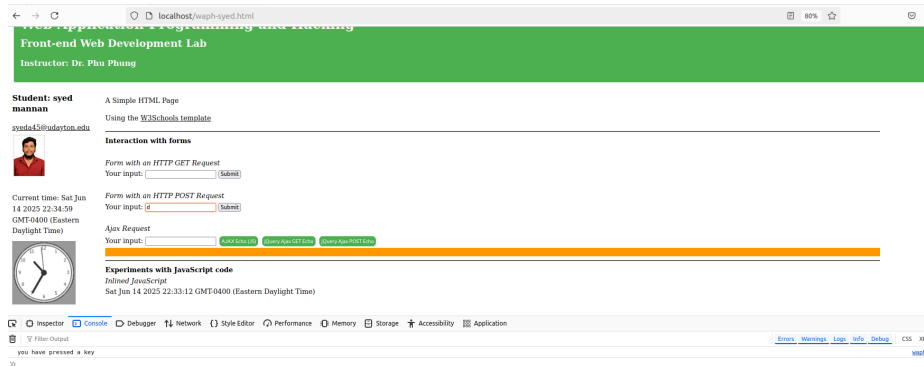 localhost/waph-syed.html
80%
Web Application Programming and Hacking
Front-end Web Development Lab
Instructor: Dr. Phu Phung
Student: syed
mannan
syeda45@udayton.edu
Current time: Sat Jun
14 2025 22:34:59
GMT-0400 (Eastern
Daylight Time)
A Simple HTML Page
Using the W3Schools template
Interaction with forms
Form with an HTTP GET Request
Your input: Submit
Form with an HTTP POST Request
Your input: d Submit
Ajax Request
Your input: AJAX Echo (JS) jQuery Ajax GET Echo jQuery Ajax POST Echo
Experiments with JavaScript code
Inlined JavaScript
Sat Jun 14 2025 22:33:12 GMT-0400 (Eastern Daylight Time)
Inspector Console Debugger Network {} Style Editor Performance Memory Storage Accessibility Application
Filter Output Errors Warnings Logs Info Debug CSS
you have pressed a key